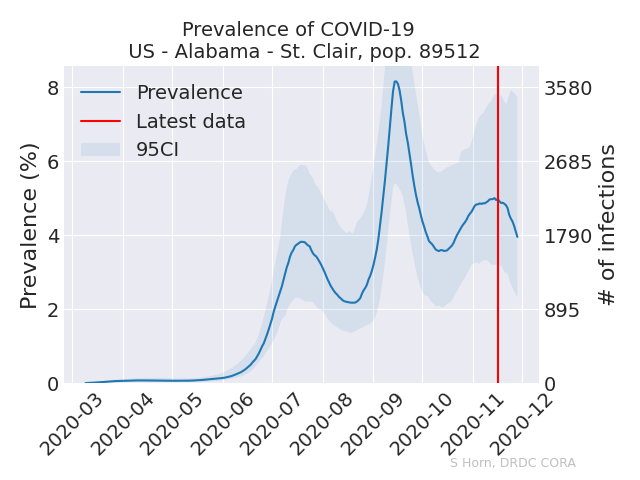 Prevalence of COVID-19
US - Alabama - St. Clair, pop. 89512
Prevalence
Latest data
95CI
Prevalence (%)
8
6
4
2
0
3580
2685
1790
895
0
# of infections
2020-03
2020-04
2020-05
2020-06
2020-07
2020-08
2020-09
2020-10
2020-11
2020-12
S Horn, DRDC CORA